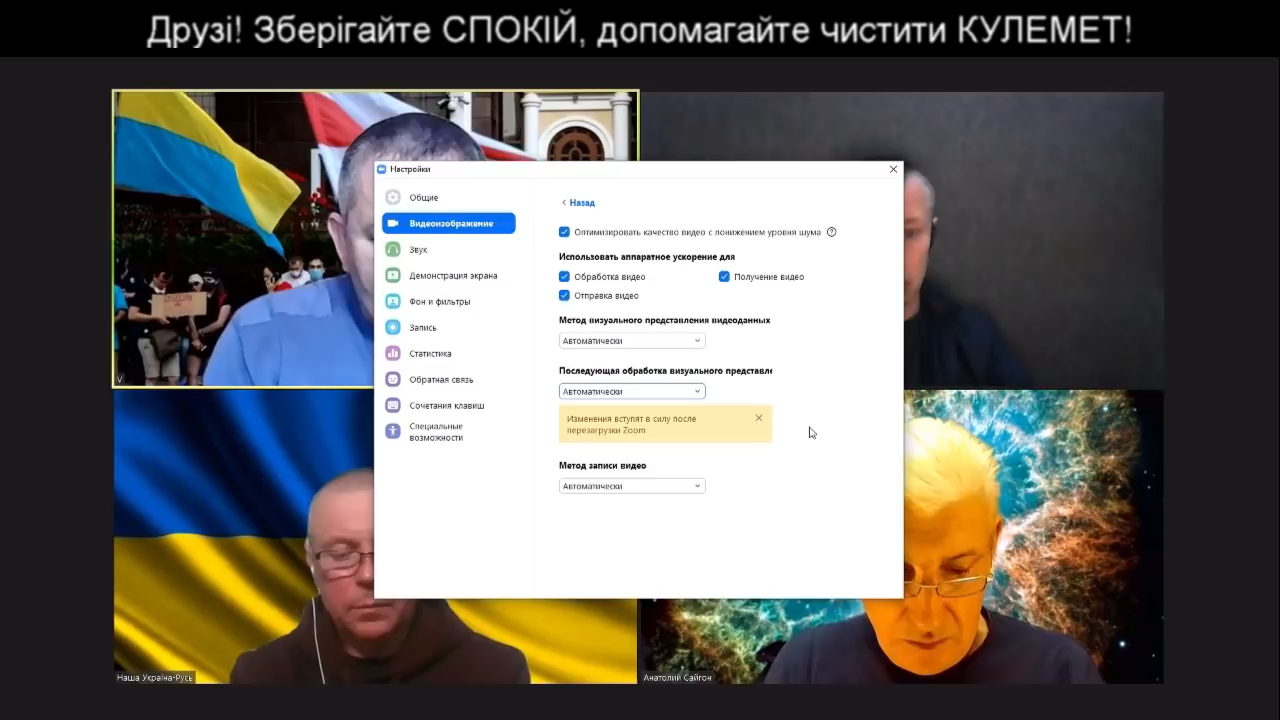 Друзі! Зберігайте СПОКІЙ, допомагайте чистити КУЛЕМЕТ!
Настройки
Общие
Видеоизображение
Звук
Демонстрация экрана
Фон и фильтры
Запись
Статистика
Обратная связь
Сочетания клавиш
Специальные
возможности
Назад
Оптимизировать качество видео с понижением уровня шума
Использовать аппаратное ускорение для
Обработка видео
Получение видео
Отправка видео
Метод визуального представления видеоданных
Автоматически
Последующая обработка визуального представле
Автоматически
Изменения вступят в силу после
перезагрузки Zoom
Метод записи видео
Автоматически
V
Наша Україна-Русь
Анатолий Сайгон